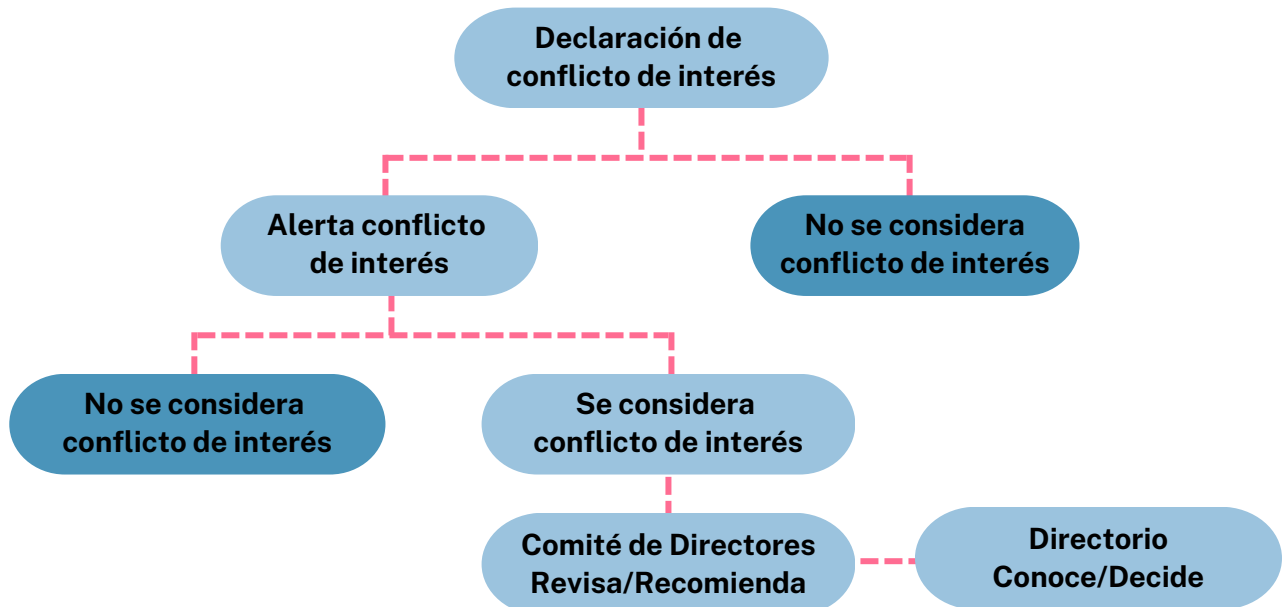 Declaración de
conflicto de interés
Alerta conflicto
de interés
No se considera
conflicto de interés
No se considera
conflicto de interés
Se considera
conflicto de interés
Comité de Directores
Revisa/Recomienda
Directorio
Conoce/Decide